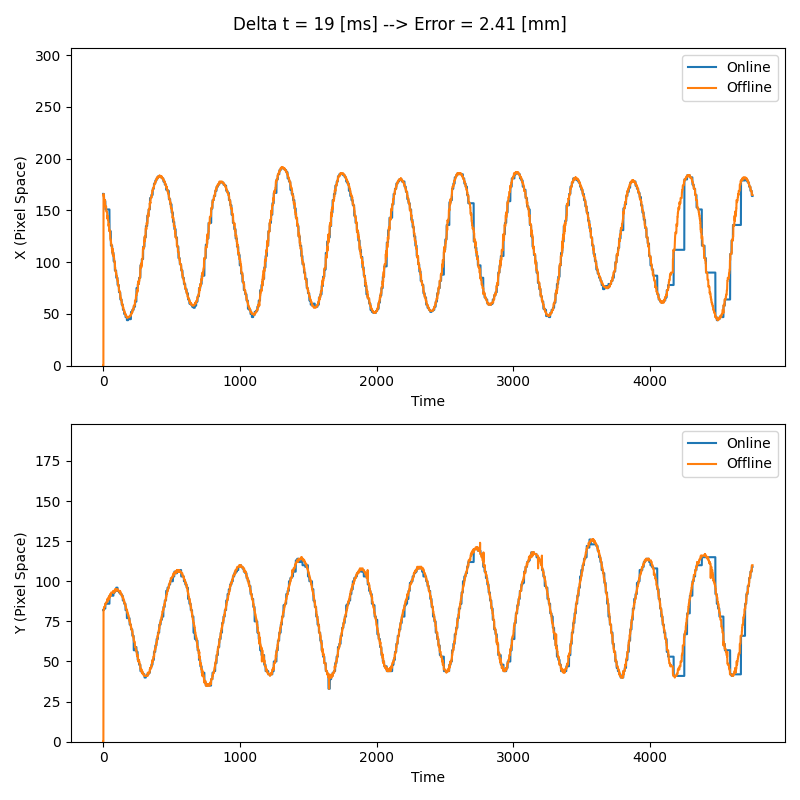 Delta t = 19 [ms] --> Error = 2.41 [mm]
300
250
200
150
100
50
0
X (Pixel Space)
Online
Offline
0 1000 2000 3000 4000
Time
175
150
125
100
75
50
25
0
Y (Pixel Space)
Online
Offline
0 1000 2000 3000 4000
Time